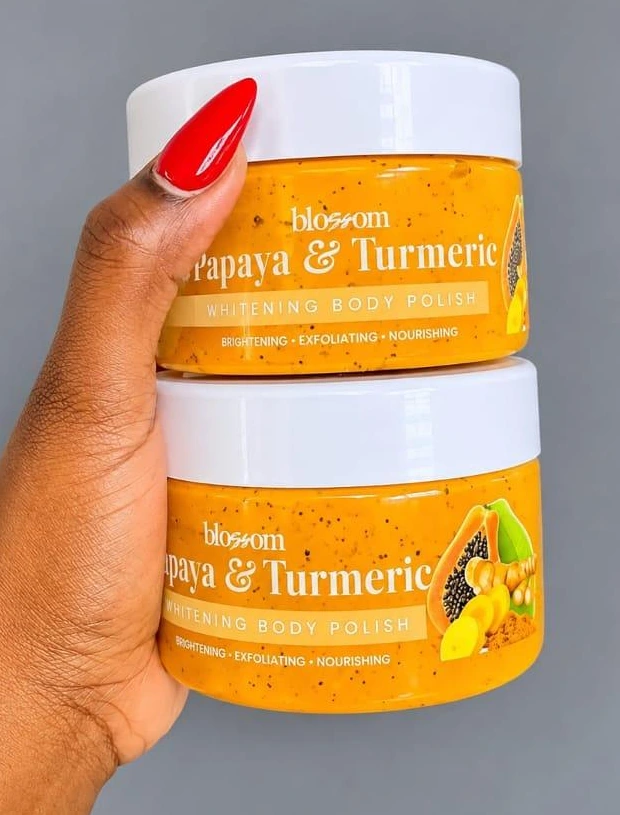 blossom
Papaya & Turmeric
WHITENING BODY POLISH
BRIGHTENING • EXFOLIATING • NOURISHING
blossom
apaya & Turmeric
WHITENING BODY POLISH
BRIGHTENING • EXFOLIATING • NOURISHING